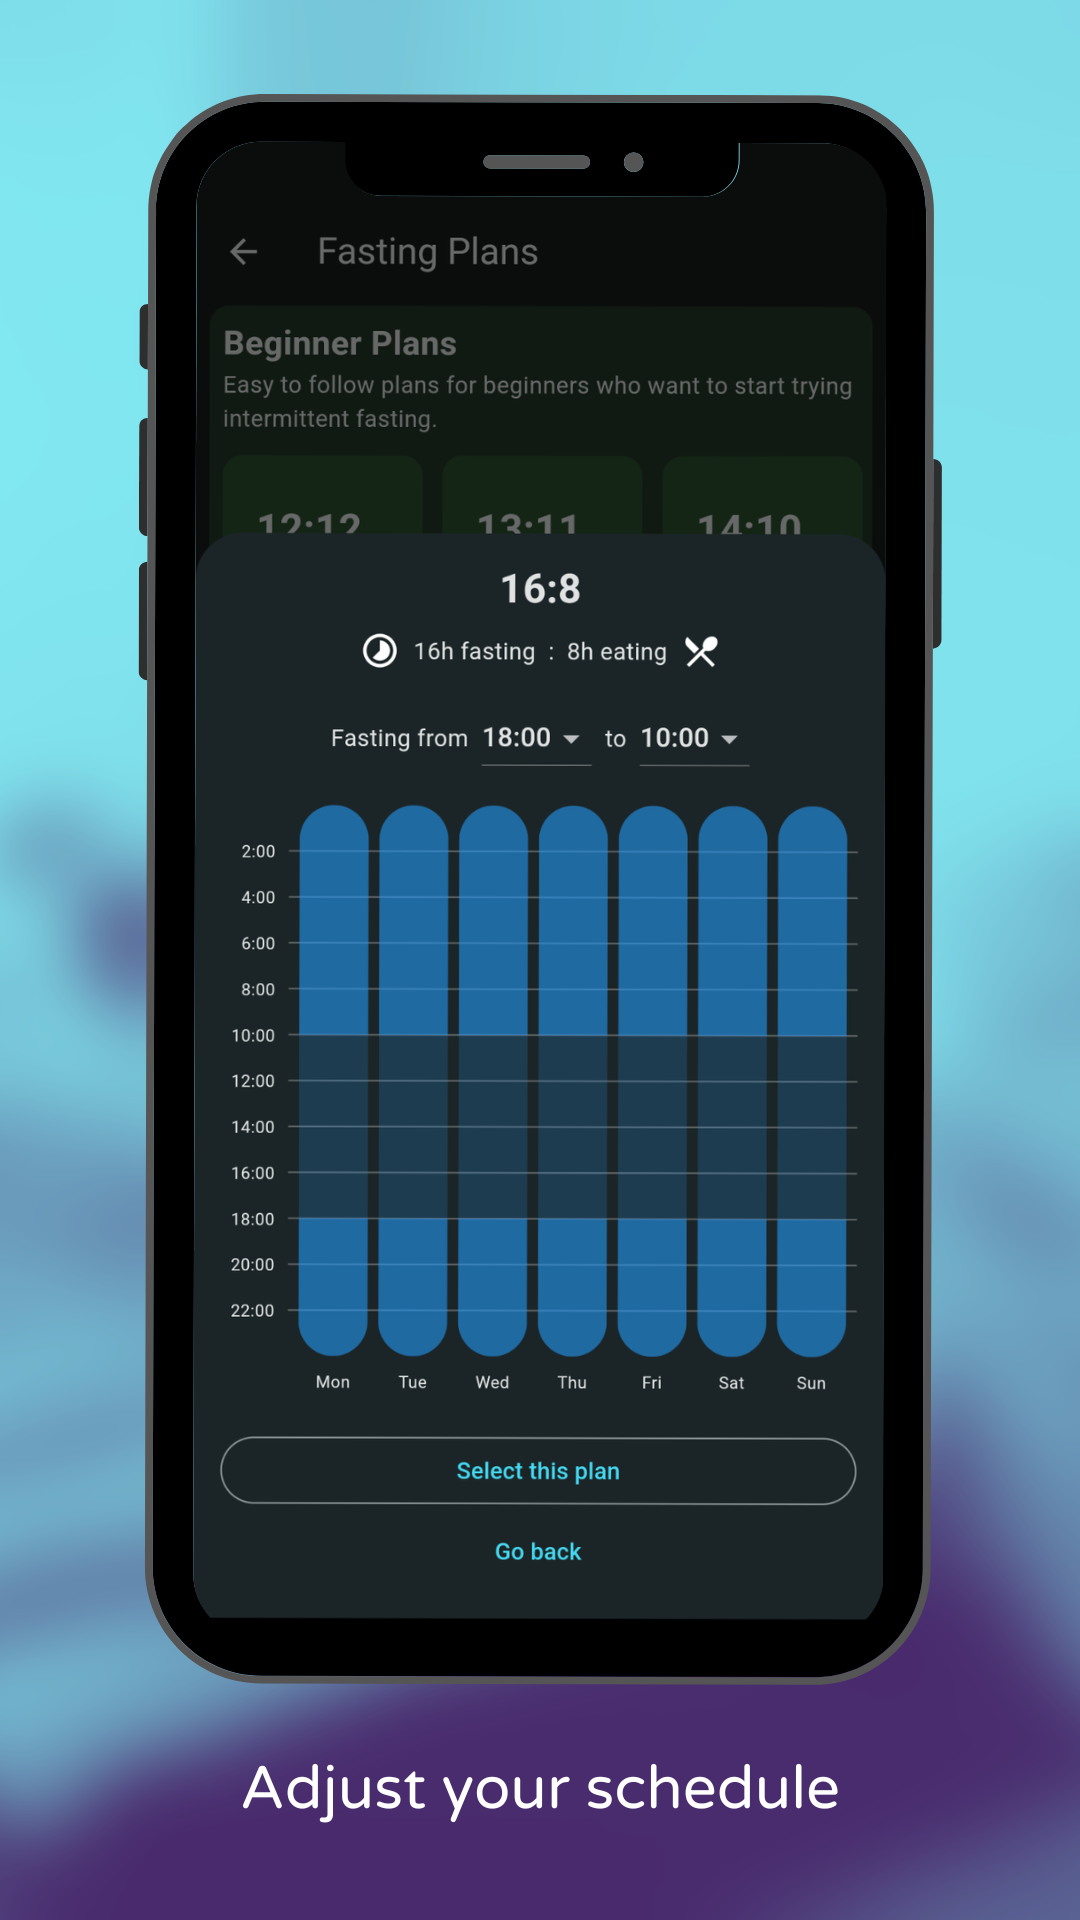 Fasting Plans
Beginner Plans
Easy to follow plans for beginners who want to start trying
intermittent fasting.
12:12 13:11 14:10
16:8
16h fasting : 8h eating
Fasting from 18:00 to 10:00
2:00
4:00
6:00
8:00
10:00
12:00
14:00
16:00
18:00
20:00
22:00
Mon Tue Wed Thu Fri Sat Sun
Select this plan
Go back
Adjust your schedule